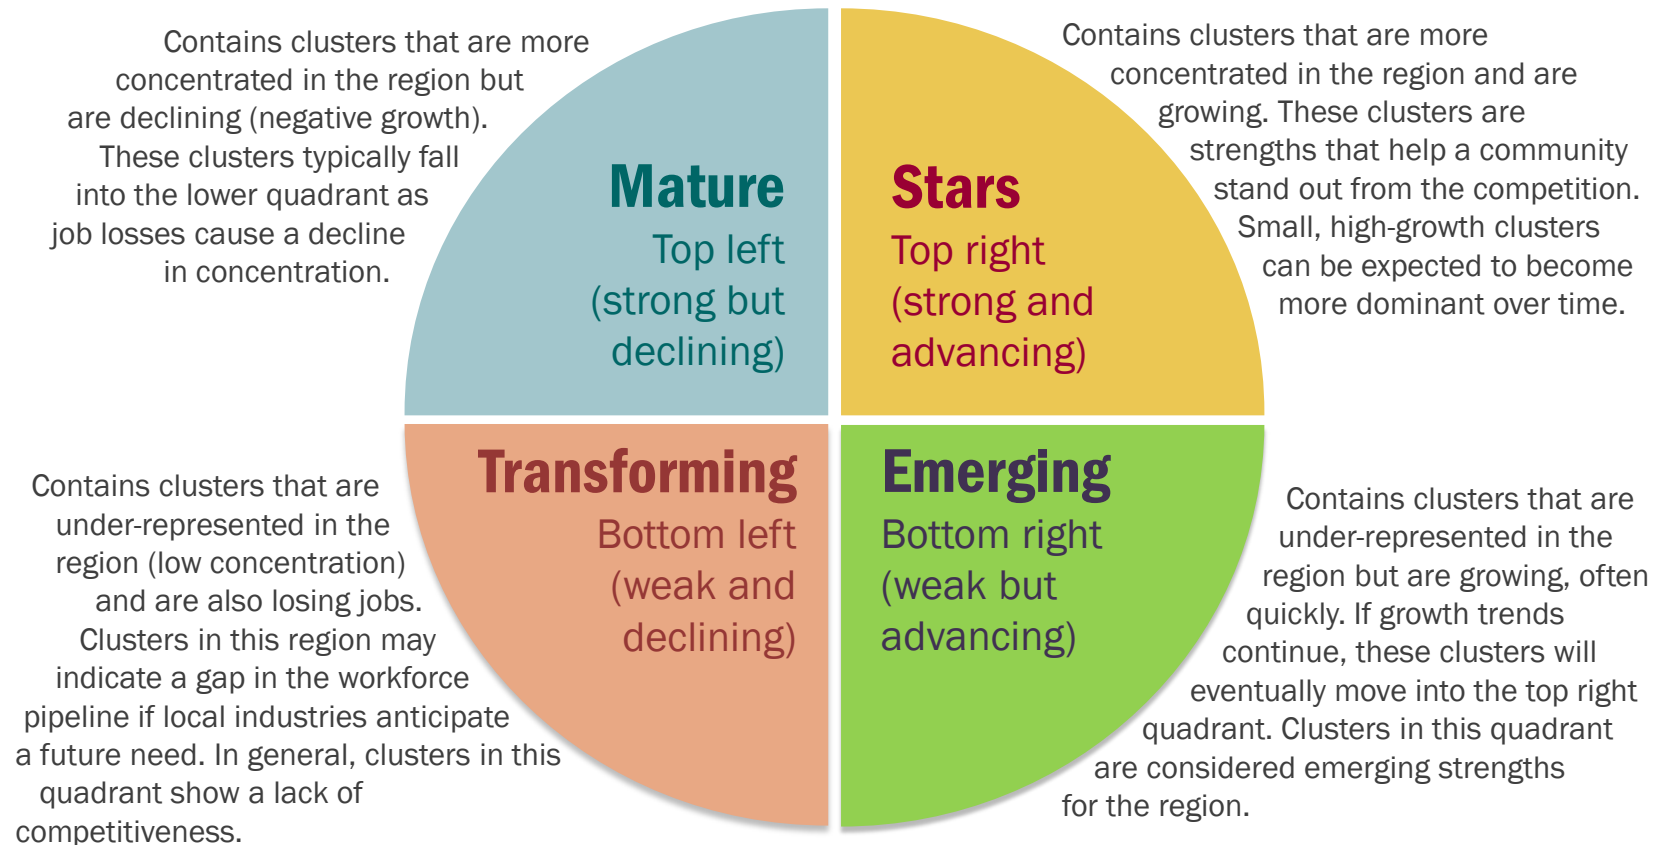 Contains clusters that are more
concentrated in the region but
are declining (negative growth).
These clusters typically fall
into the lower quadrant as
job losses cause a decline
in concentration.
Mature
Top left
(strong but
declining)
Stars
Top right
(strong and
advancing)
Contains clusters that are more
concentrated in the region and are
growing. These clusters are
strengths that help a community
stand out from the competition.
Small, high-growth clusters
can be expected to become
more dominant over time.
Contains clusters that are
under-represented in the
region (low concentration)
and are also losing jobs.
Clusters in this region may
indicate a gap in the workforce
pipeline if local industries anticipate
a future need. In general, clusters in this
quadrant show a lack of
competitiveness.
Transforming
Bottom left
(weak and
declining)
Emerging
Bottom right
(weak but
advancing)
Contains clusters that are
under-represented in the
region but are growing, often
quickly. If growth trends
continue, these clusters will
eventually move into the top right
quadrant. Clusters in this quadrant
are considered emerging strengths
for the region.